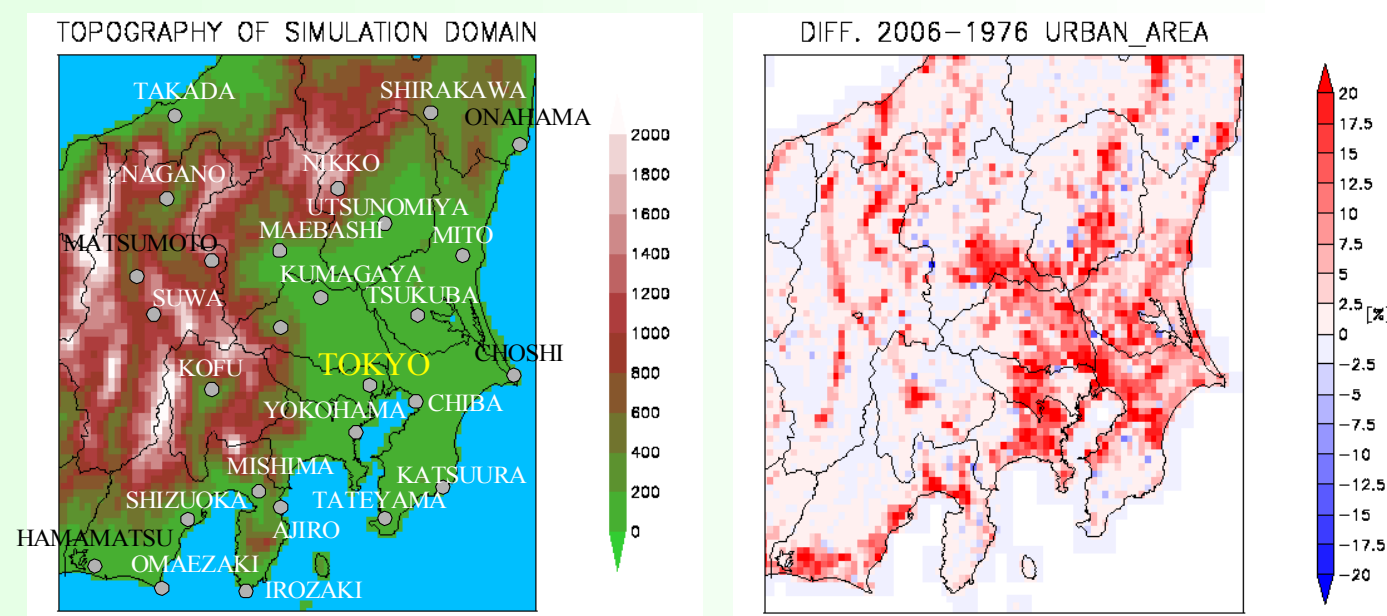 TOPOGRAPHY OF SIMULATION DOMAIN
TAKADA
SHIRAKAWA
ONAHAMA
NAGANO
NIKKO
UTSUNOMIYA
MAEBASHI
MITO
MATSUMOTO
KUMAGAYA
SUWA
TSUKUBA
CHOSHI
KOFU
TOKYO
YOKOHAMA
CHIBA
MISHIMA
KATSUURA
SHIZUOKA
TATEYAMA
AJIRO
HAMAMATSU
OMAEZAKI
IROZAKI
2000
1800
1600
1400
1200
1000
800
600
400
200
0
DIFF. 2006-1976 URBAN_AREA
20
17.5
15
12.5
10
7.5
5
2.5
[%]
0
-2.5
-5
-7.5
-10
-12.5
-15
-17.5
-20